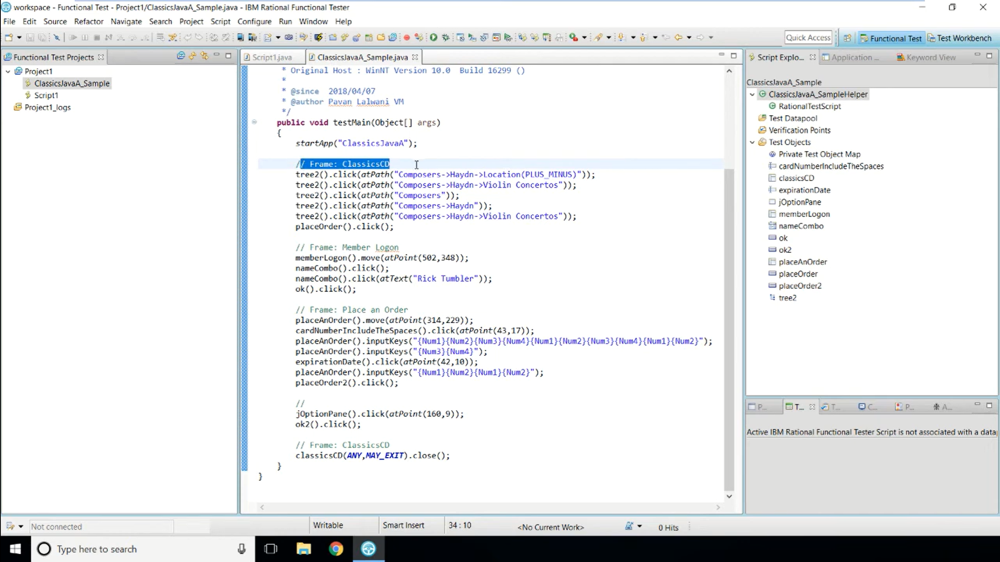 workspace - Functional Test - Project1/ClassicsJavaA_Sample.java - IBM Rational Functional Tester
File Edit Source Refactor Navigate Search Project Script Configure Run Window Help
Quick Access Functional Test Test Workbench
Functional Test Projects
Project1
ClassicsJavaA_Sample
Script1
Project1_logs
Script1.java ClassicsJavaA_Sample.java
* Original Host : WinNT Version 10.0 Build 16299 ()
*
* @since 2018/04/07
* @author Pavan Lalwani VM
*/
public void testMain(Object[] args)
{
startApp("ClassicsJavaA");
// Frame: ClassicsCD
tree2().click(atPath("Composers->Haydn->Location(PLUS_MINUS)"));
tree2().click(atPath("Composers->Haydn->Violin Concertos"));
tree2().click(atPath("Composers"));
tree2().click(atPath("Composers->Haydn"));
tree2().click(atPath("Composers->Haydn->Violin Concertos"));
placeOrder().click();
// Frame: Member Logon
memberLogon().move(atPoint(502,348));
nameCombo().click();
nameCombo().click(atText("Rick Tumbler"));
ok().click();
// Frame: Place an Order
placeAnOrder().move(atPoint(314,229));
cardNumberIncludeTheSpaces().click(atPoint(43,17));
placeAnOrder().inputKeys("{Num1}{Num2}{Num3}{Num4}{Num1}{Num2}{Num3}{Num4}{Num1}{Num2}");
placeAnOrder().inputKeys("{Num3}{Num4}");
expirationDate().click(atPoint(42,10));
placeAnOrder().inputKeys("{Num1}{Num2}{Num1}{Num2}");
placeOrder2().click();
//
jOptionPane().click(atPoint(160,9));
ok2().click();
// Frame: ClassicsCD
classicsCD(ANY,MAY_EXIT).close();
}
}
Script Explo... Application ... Keyword View
ClassicsJavaA_Sample
ClassicsJavaA_SampleHelper
RationalTestScript
Test Datapool
Verification Points
Test Objects
Private Test Object Map
cardNumberIncludeTheSpaces
classicsCD
expirationDate
jOptionPane
memberLogon
nameCombo
ok
ok2
placeAnOrder
placeOrder
placeOrder2
tree2
P... T... T... C... P... A...
Active IBM Rational Functional Tester Script is not associated with a data
Not connected Writable Smart Insert 34 : 10 <No Current Work> 0 Hits
Type here to search